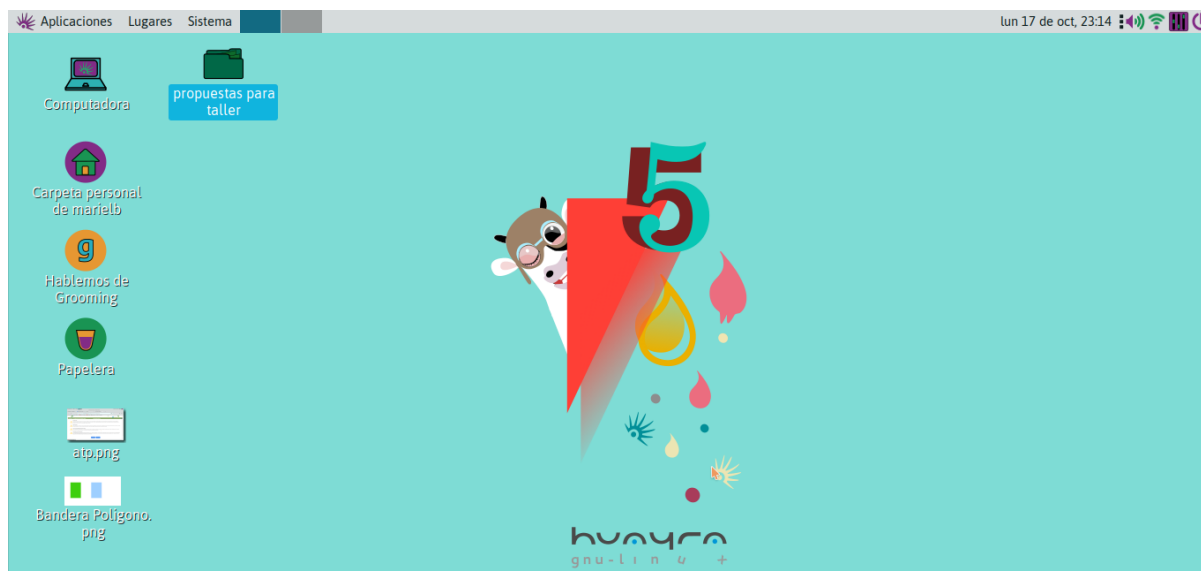 Aplicaciones Lugares Sistema
lun 17 de oct, 23:14
Computadora
propuestas para
taller
Carpeta personal
de marielb
g
Hablemos de
Grooming
Papelera
atp.png
Bandera Polígono.
png
5
huayra
gnu-linux +